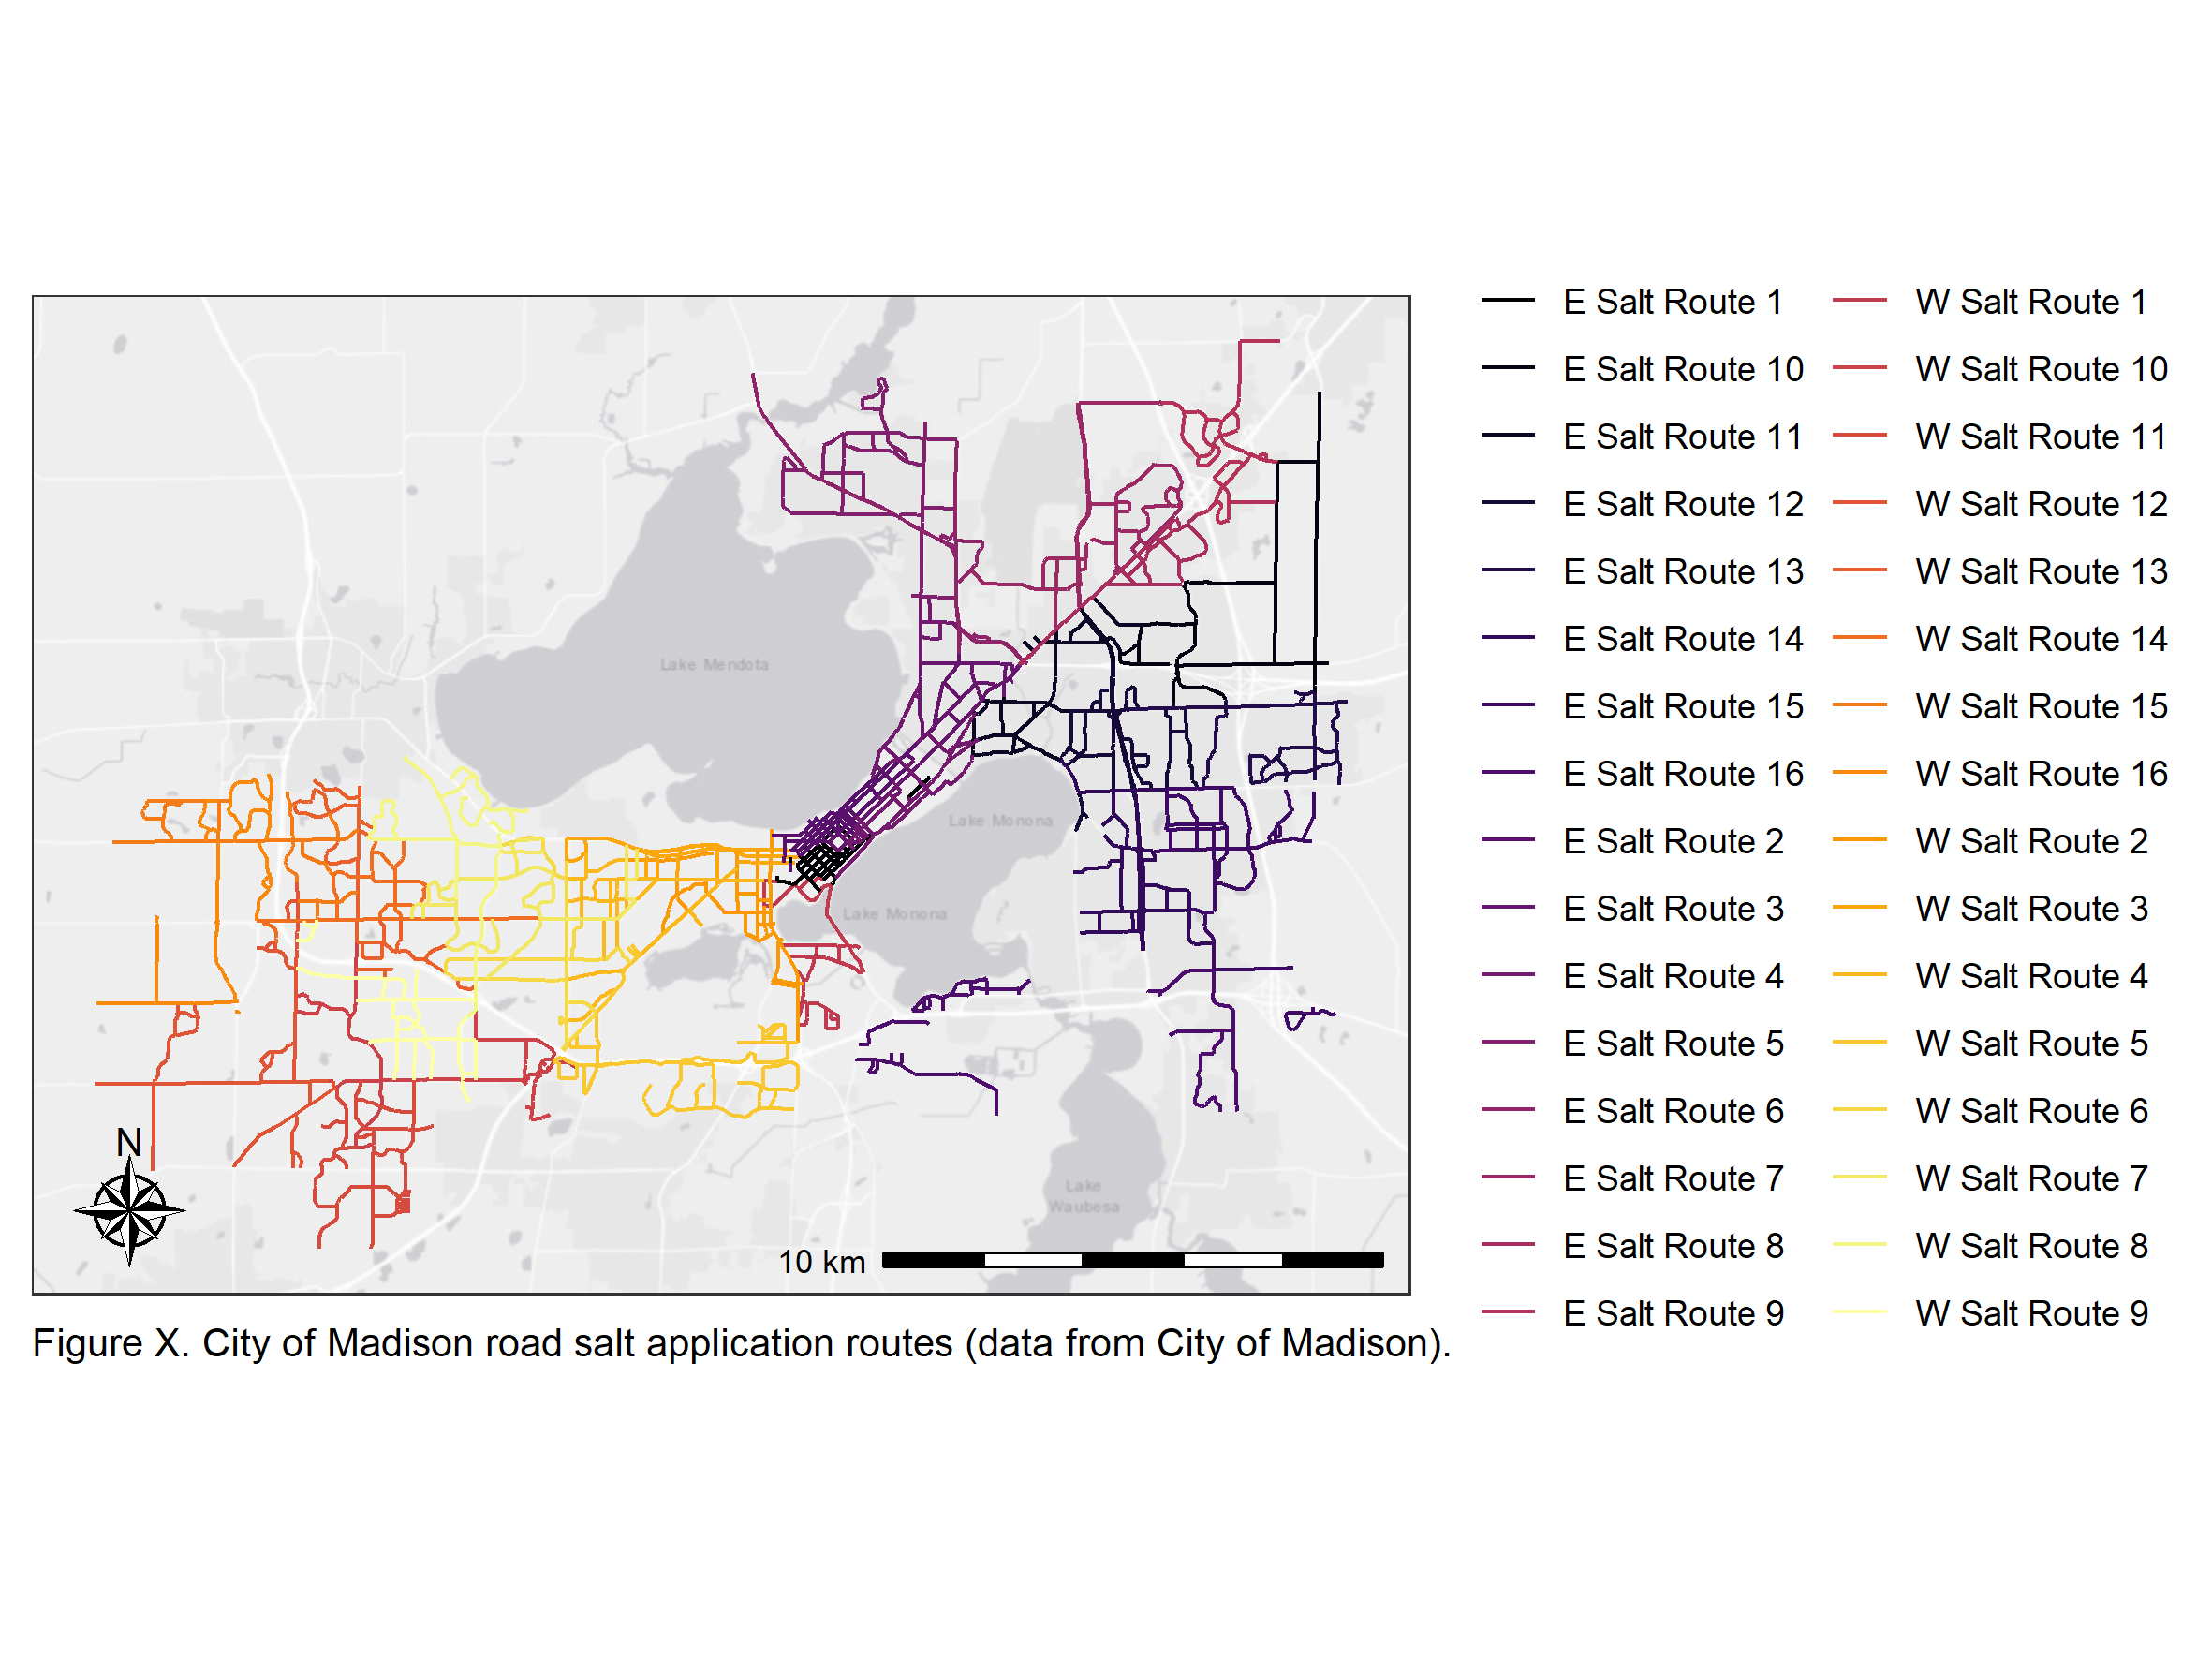 E Salt Route 1
E Salt Route 10
E Salt Route 11
E Salt Route 12
E Salt Route 13
E Salt Route 14
E Salt Route 15
E Salt Route 16
E Salt Route 2
E Salt Route 3
E Salt Route 4
E Salt Route 5
E Salt Route 6
E Salt Route 7
E Salt Route 8
E Salt Route 9
W Salt Route 1
W Salt Route 10
W Salt Route 11
W Salt Route 12
W Salt Route 13
W Salt Route 14
W Salt Route 15
W Salt Route 16
W Salt Route 2
W Salt Route 3
W Salt Route 4
W Salt Route 5
W Salt Route 6
W Salt Route 7
W Salt Route 8
W Salt Route 9
Lake Mendota
Lake Monona
Lake Monona
Lake
Waubesa
N
10 km
Figure X. City of Madison road salt application routes (data from City of Madison).